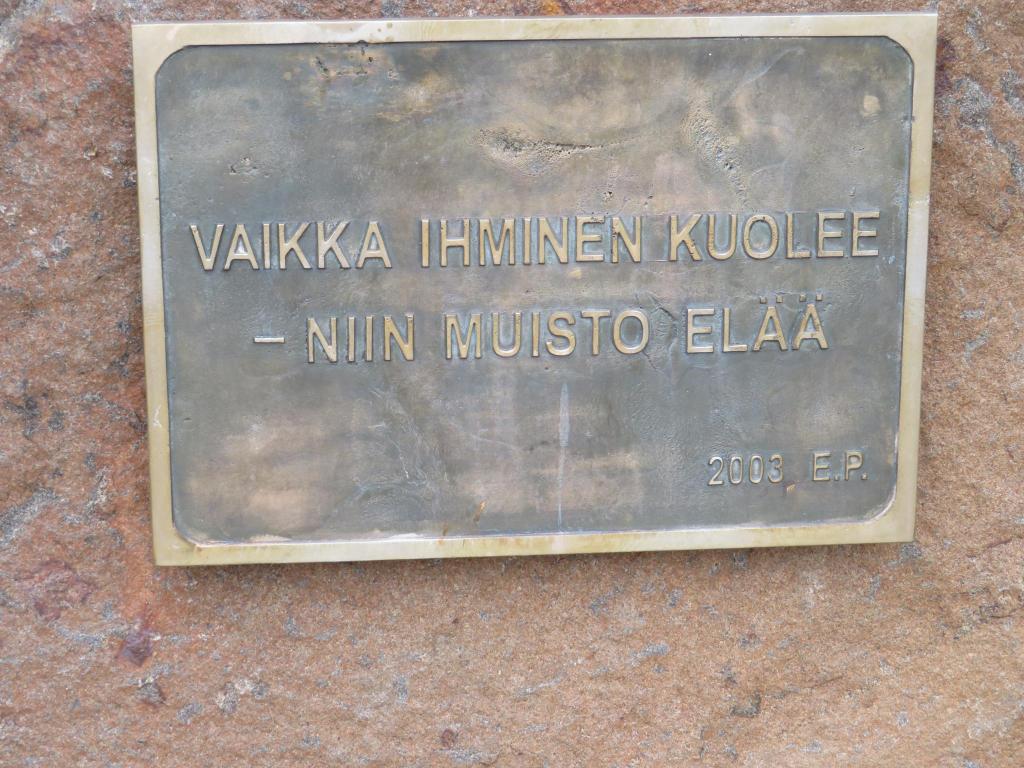 VAIKKA IHMINEN KUOLEE
– NIIN MUISTO ELÄÄ
2003 E.P.